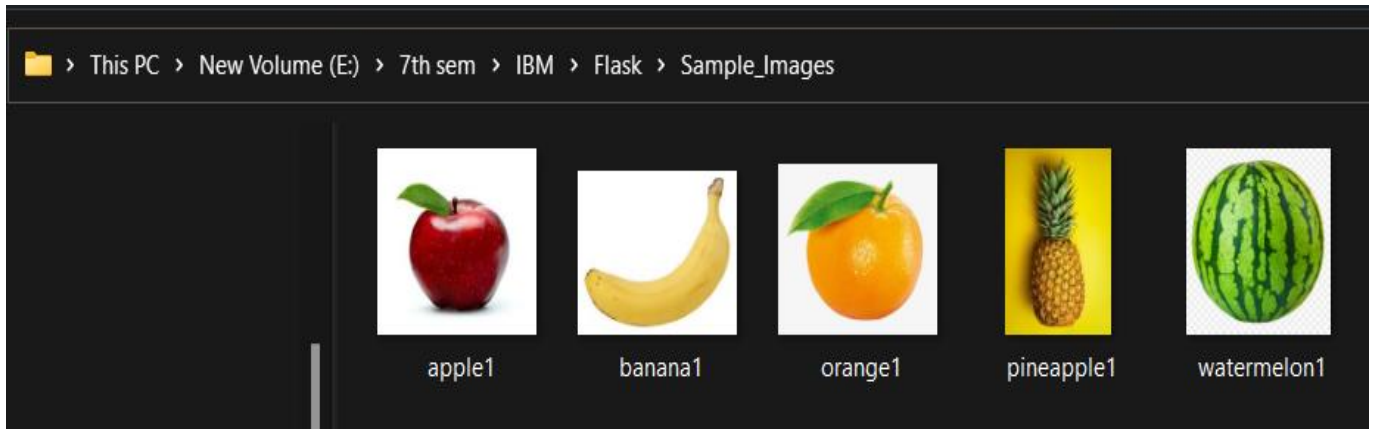 This PC > New Volume (E:) > 7th sem > IBM > Flask > Sample_Images
apple1 banana1 orange1 pineapple1 watermelon1